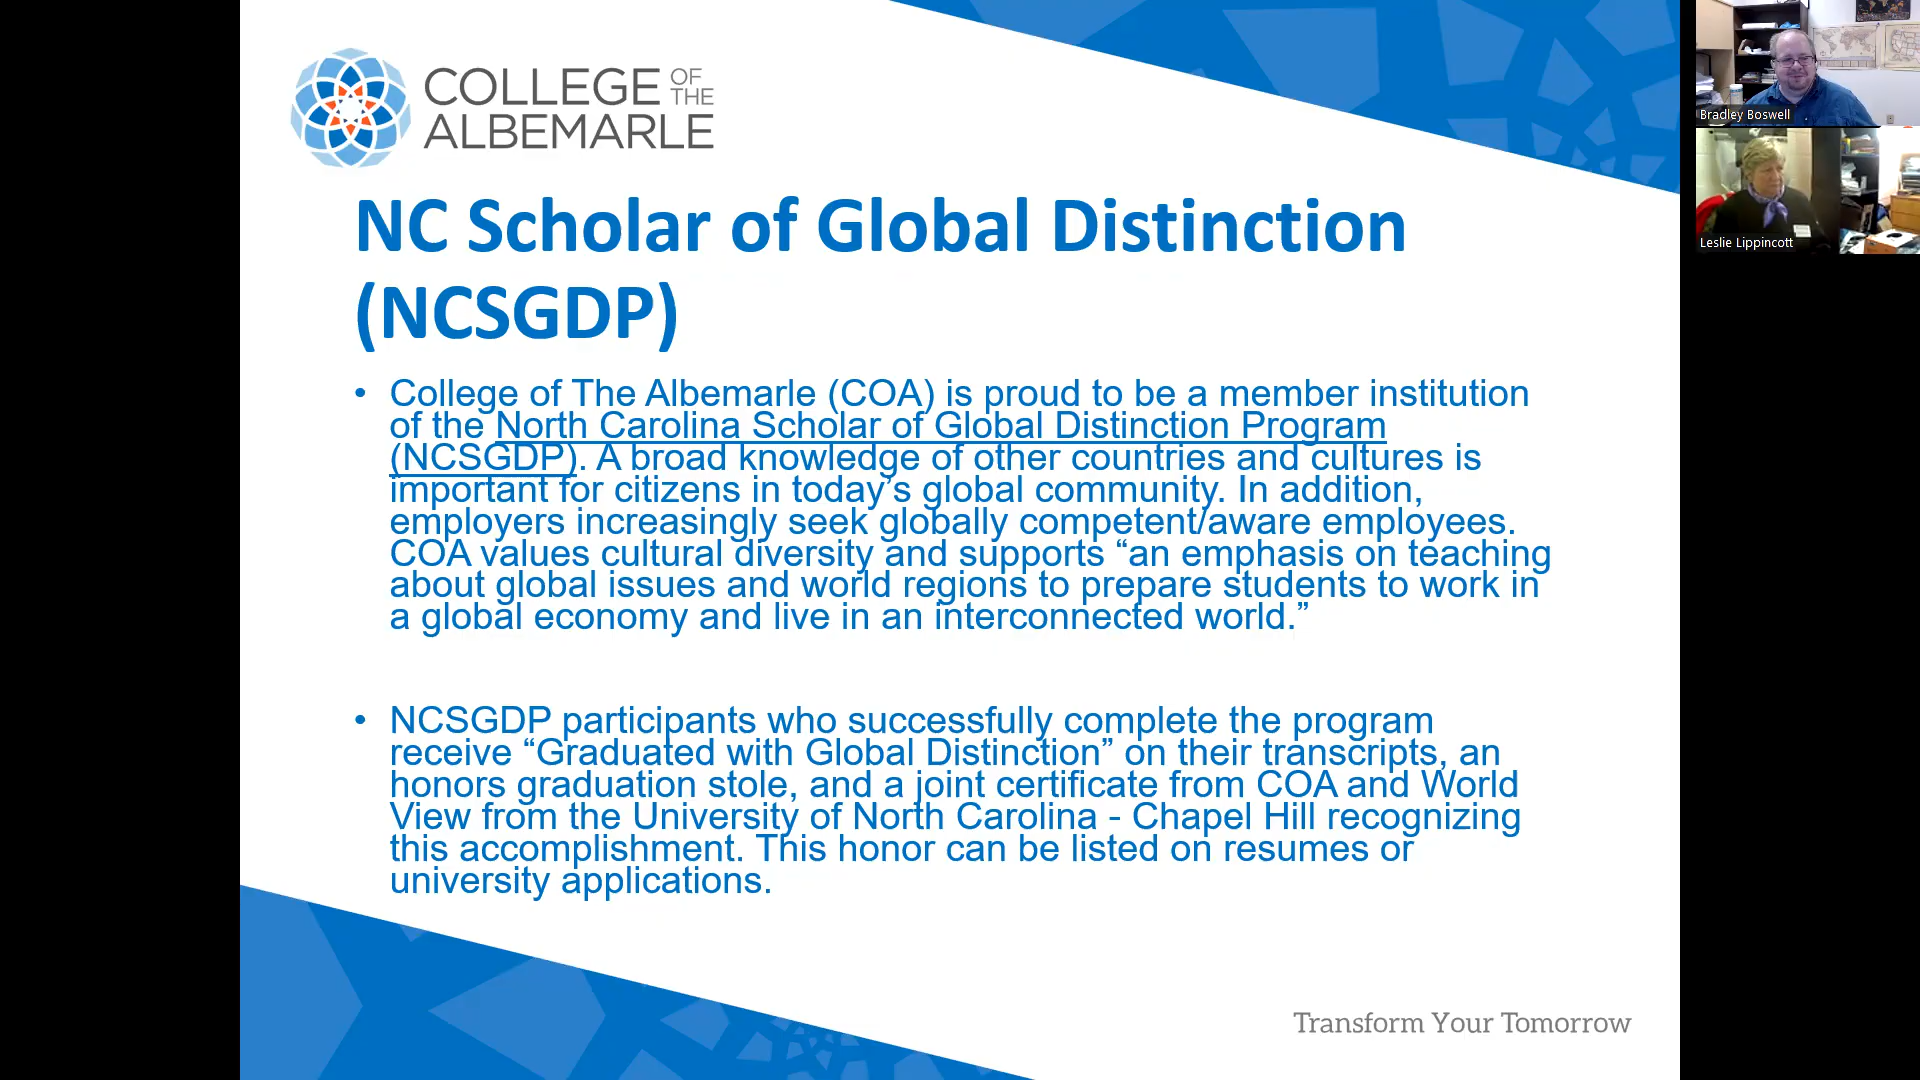 COLLEGE OF THE
ALBEMARLE
NC Scholar of Global Distinction
(NCSGDP)
• College of The Albemarle (COA) is proud to be a member institution
of the North Carolina Scholar of Global Distinction Program
(NCSGDP). A broad knowledge of other countries and cultures is
important for citizens in today’s global community. In addition,
employers increasingly seek globally competent/aware employees.
COA values cultural diversity and supports “an emphasis on teaching
about global issues and world regions to prepare students to work in
a global economy and live in an interconnected world.”
• NCSGDP participants who successfully complete the program
receive “Graduated with Global Distinction” on their transcripts, an
honors graduation stole, and a joint certificate from COA and World
View from the University of North Carolina - Chapel Hill recognizing
this accomplishment. This honor can be listed on resumes or
university applications.
Transform Your Tomorrow
Bradley Boswell
Leslie Lippincott